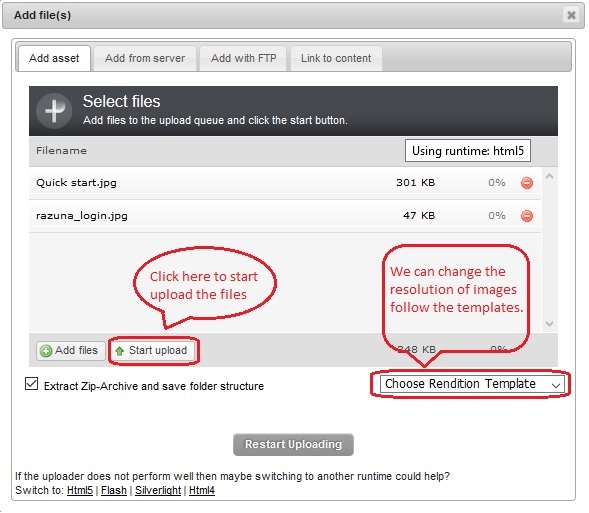 Add file(s)
Add asset
Add from server
Add with FTP
Link to content
Select files
Add files to the upload queue and click the start button.
Filename
Using runtime: html5
Quick start.jpg 301 KB 0%
razuna_login.jpg 47 KB 0%
Click here to start
upload the files
We can change the
resolution of images
follow the templates.
Add files
Start upload
348 KB 0%
Extract Zip-Archive and save folder structure
Choose Rendition Template
Restart Uploading
If the uploader does not perform well then maybe switching to another runtime could help?
Switch to: Html5 | Flash | Silverlight | Html4